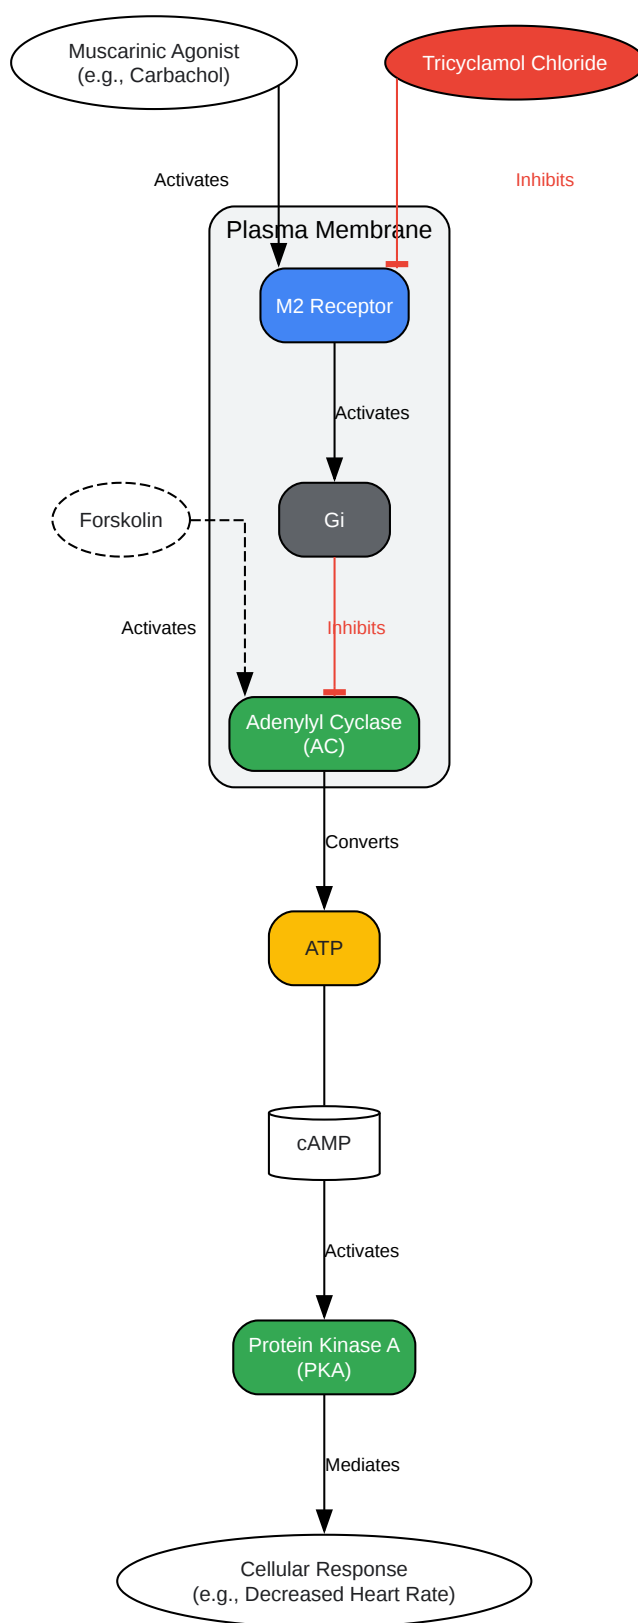 Muscarinic Agonist
(e.g., Carbachol)
Tricyclamol Chloride
Activates
Inhibits
Plasma Membrane
M2 Receptor
Activates
Gi
Forskolin
Activates
Inhibits
Adenylyl Cyclase
(AC)
Converts
ATP
cAMP
Activates
Protein Kinase A
(PKA)
Mediates
Cellular Response
(e.g., Decreased Heart Rate)